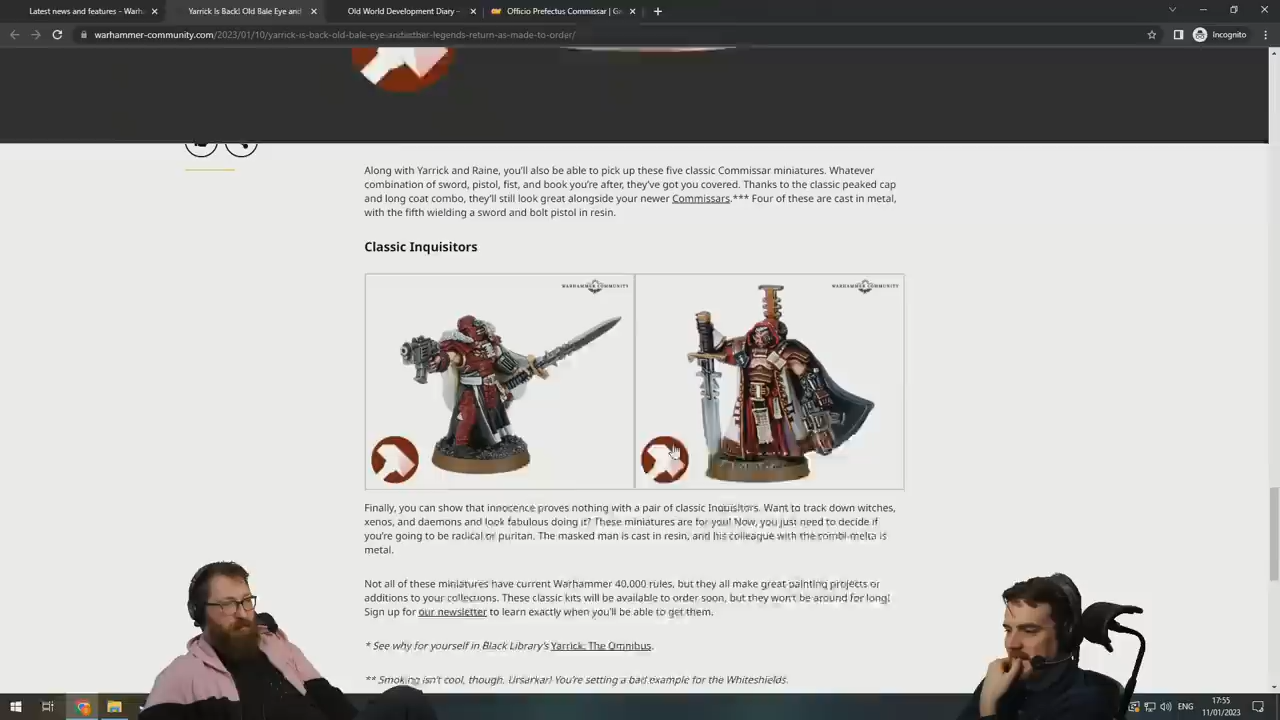 Latest news and features - Warh
Yarrick Is Back! Old Bale Eye and
Old World Development Diary –
Officio Prefectus Commissar | Ga
warhammer-community.com/2023/01/10/yarrick-is-back-old-bale-eye-and-other-legends-return-as-made-to-order/
Incognito
Along with Yarrick and Raine, you'll also be able to pick up these five classic Commissar miniatures. Whatever
combination of sword, pistol, fist, and book you're after, they've got you covered. Thanks to the classic peaked cap
and long coat combo, they'll still look great alongside your newer Commissars.*** Four of these are cast in metal,
with the fifth wielding a sword and bolt pistol in resin.
Classic Inquisitors
WARHAMMER COMMUNITY
WARHAMMER COMMUNITY
Finally, you can show that innocence proves nothing with a pair of classic Inquisitors. Want to track down witches,
xenos, and daemons and look fabulous doing it? These miniatures are for you! Now, you just need to decide if
you're going to be radical or puritan. The masked man is cast in resin, and his colleague with the combi-melta is
metal.
Not all of these miniatures have current Warhammer 40,000 rules, but they all make great painting projects or
additions to your collections. These classic kits will be available to order soon, but they won't be around for long!
Sign up for our newsletter to learn exactly when you'll be able to get them.
* See why for yourself in Black Library's Yarrick: The Omnibus.
** Smoking isn't cool, though, Ursarkar! You're setting a bad example for the Whiteshields.
ENG
17:55
11/01/2023